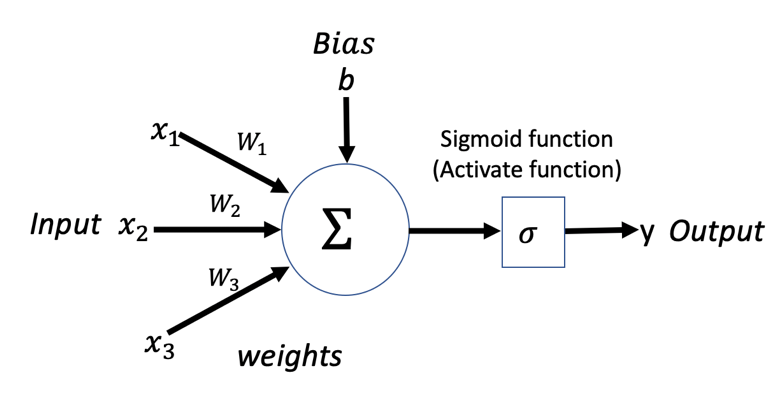 Bias
b
x₁
W₁
Sigmoid function
(Activate function)
W₂
Input x₂
Σ
σ
y Output
W₃
x₃
weights